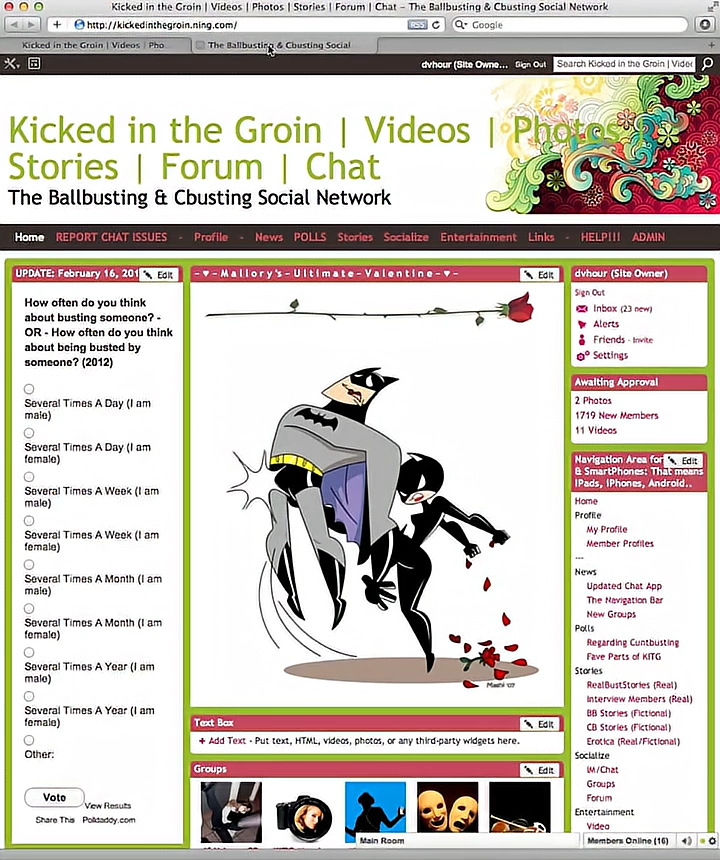 Kicked in the Groin | Videos | Photos | Stories | Forum | Chat – The Ballbusting & Cbusting Social Network
http://kickedinthegroin.ning.com/
RSS
Google
Kicked in the Groin | Videos | Pho...
The Ballbusting & Cbusting Social
dvhour (Site Owne...
Sign Out
Search Kicked in the Groin | Videos
Kicked in the Groin | Videos | Photos |
Stories | Forum | Chat
The Ballbusting & Cbusting Social Network
Home REPORT CHAT ISSUES - Profile - News POLLS Stories Socialize Entertainment Links - HELP!!! ADMIN
UPDATE: February 16, 201
Edit
How often do you think
about busting someone? -
OR - How often do you think
about being busted by
someone? (2012)
Several Times A Day (I am
male)
Several Times A Day (I am
female)
Several Times A Week (I am
male)
Several Times A Week (I am
female)
Several Times A Month (I am
male)
Several Times A Month (I am
female)
Several Times A Year (I am
male)
Several Times A Year (I am
female)
Other:
Vote
View Results
Share This
Polldaddy.com
-♥-Mallory's-Ultimate-Valentine-♥-
Edit
Text Box
Edit
+ Add Text - Put text, HTML, videos, photos, or any third-party widgets here.
Groups
Edit
dvhour (Site Owner)
Sign Out
Inbox (23 new)
Alerts
Friends - Invite
Settings
Awaiting Approval
2 Photos
1719 New Members
11 Videos
Navigation Area for
Edit
& SmartPhones: That means
IPads, IPhones, Android..
Home
Profile
My Profile
Member Profiles
---
News
Updated Chat App
The Navigation Bar
New Groups
Polls
Regarding Cuntbusting
Fave Parts of KITG
Stories
RealBustStories (Real)
Interview Members (Real)
BB Stories (Fictional)
CB Stories (Fictional)
Erotica (Real/Fictional)
Socialize
IM/Chat
Groups
Forum
Entertainment
Video
Main Room
Members Online (16)